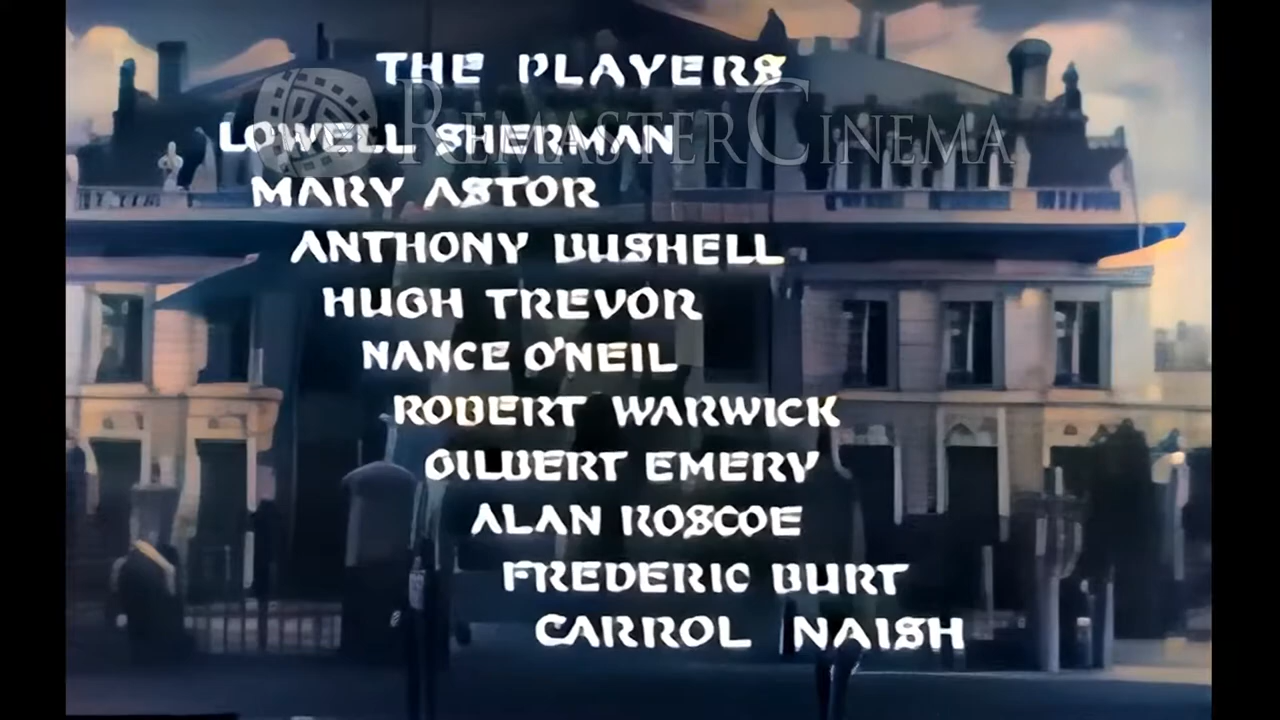 THE PLAYERS
REMASTERCINEMA
LOWELL SHERMAN
MARY ASTOR
ANTHONY BUSHELL
HUGH TREVOR
NANCE O'NEIL
ROBERT WARWICK
GILBERT EMERY
ALAN ROSCOE
FREDERIC BURT
CARROL NAISH